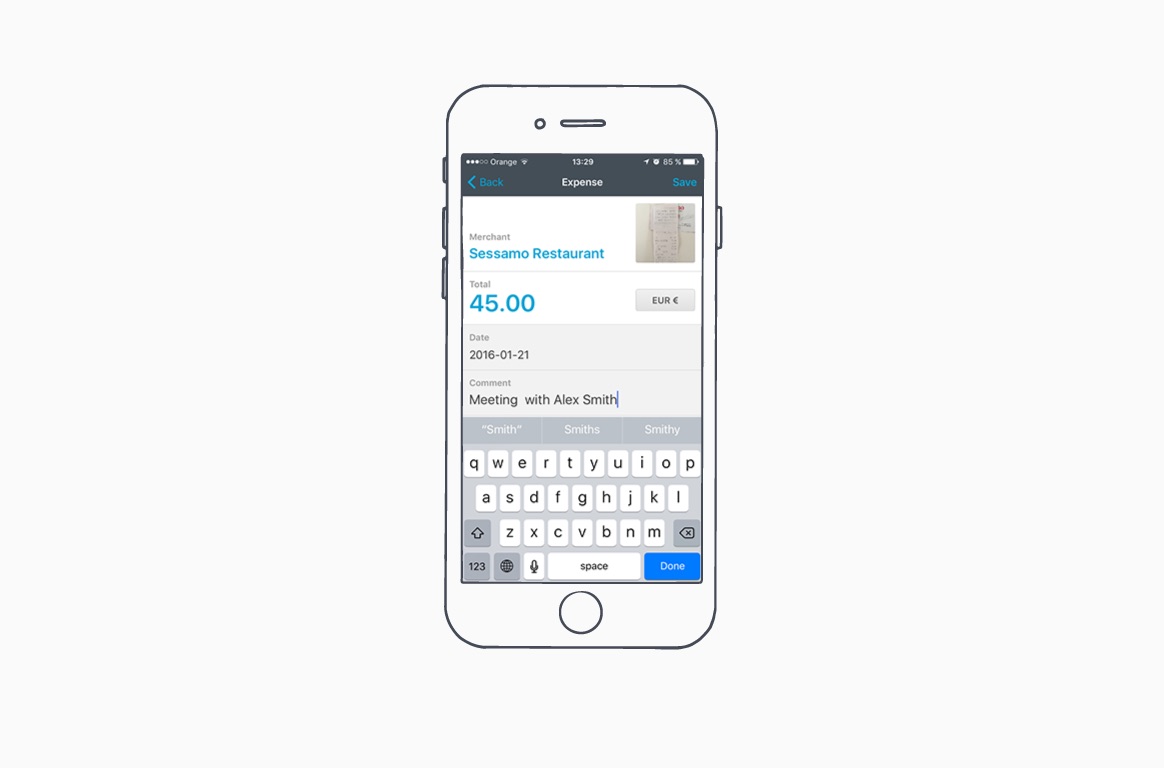 Orange 13:29 85 %
Back Expense Save
Merchant
Sessamo Restaurant
Total
45.00 EUR €
Date
2016-01-21
Comment
Meeting  with Alex Smith
“Smith” Smiths Smithy
q w e r t y u i o p
a s d f g h j k l
z x c v b n m
123 space Done